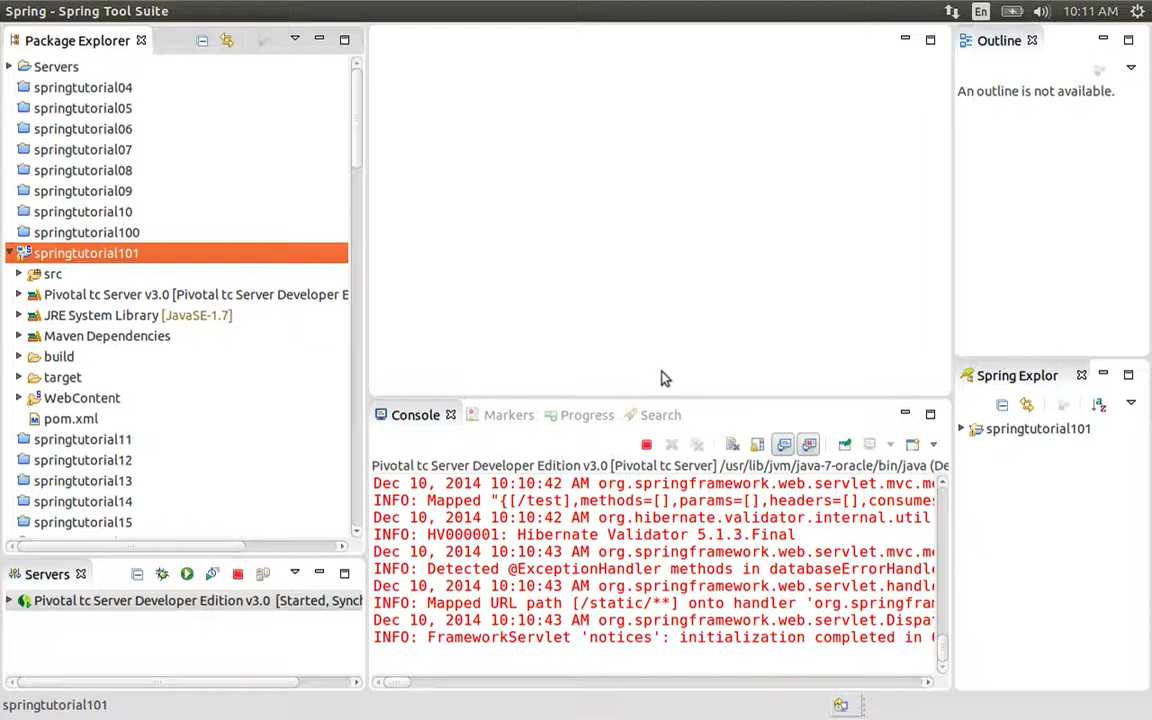 Spring - Spring Tool Suite
En
10:11 AM
Package Explorer
Servers
springtutorial04
springtutorial05
springtutorial06
springtutorial07
springtutorial08
springtutorial09
springtutorial10
springtutorial100
springtutorial101
src
Pivotal tc Server v3.0 [Pivotal tc Server Developer E
JRE System Library [JavaSE-1.7]
Maven Dependencies
build
target
WebContent
pom.xml
springtutorial11
springtutorial12
springtutorial13
springtutorial14
springtutorial15
Servers
Pivotal tc Server Developer Edition v3.0 [Started, Synch
springtutorial101
Console
Markers
Progress
Search
Pivotal tc Server Developer Edition v3.0 [Pivotal tc Server] /usr/lib/jvm/java-7-oracle/bin/java (De
Dec 10, 2014 10:10:42 AM org.springframework.web.servlet.mvc.me
INFO: Mapped "{[/test],methods=[],params=[],headers=[],consumes
Dec 10, 2014 10:10:42 AM org.hibernate.validator.internal.util
INFO: HV000001: Hibernate Validator 5.1.3.Final
Dec 10, 2014 10:10:43 AM org.springframework.web.servlet.mvc.me
INFO: Detected @ExceptionHandler methods in databaseErrorHandle
Dec 10, 2014 10:10:43 AM org.springframework.web.servlet.handle
INFO: Mapped URL path [/static/**] onto handler 'org.springfram
Dec 10, 2014 10:10:43 AM org.springframework.web.servlet.Dispat
INFO: FrameworkServlet 'notices': initialization completed in
Outline
An outline is not available.
Spring Explor
springtutorial101